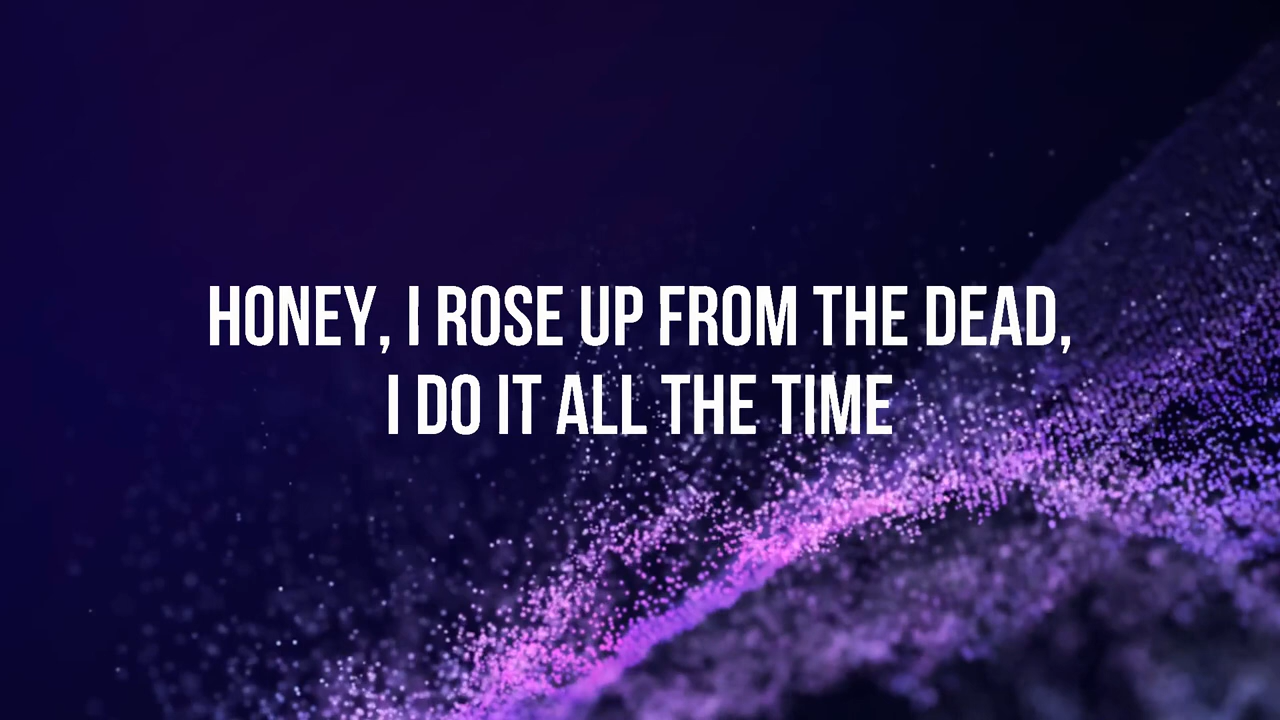 HONEY, I ROSE UP FROM THE DEAD,
I DO IT ALL THE TIME